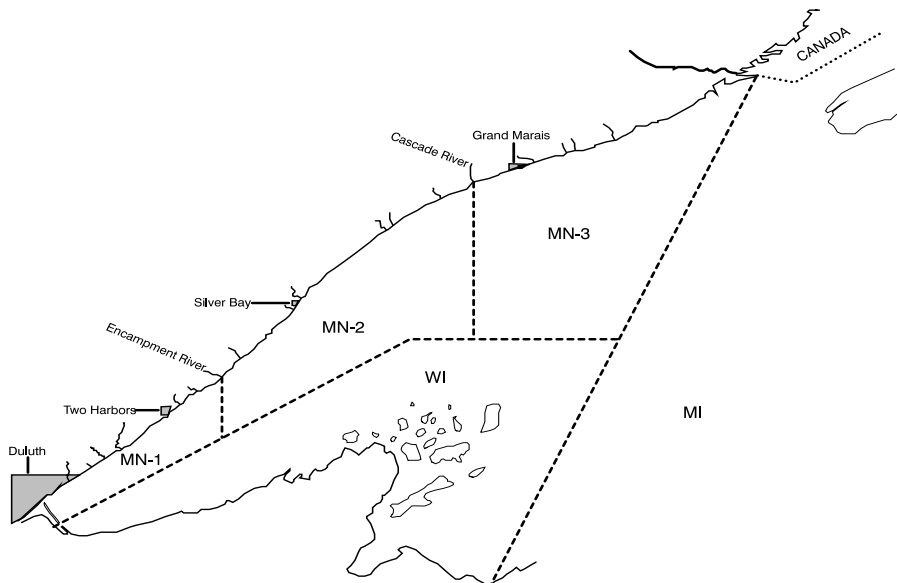 CANADA
Grand Marais
Cascade River
MN-3
Silver Bay
MN-2
Encampment River
WI
Two Harbors
MI
Duluth
MN-1